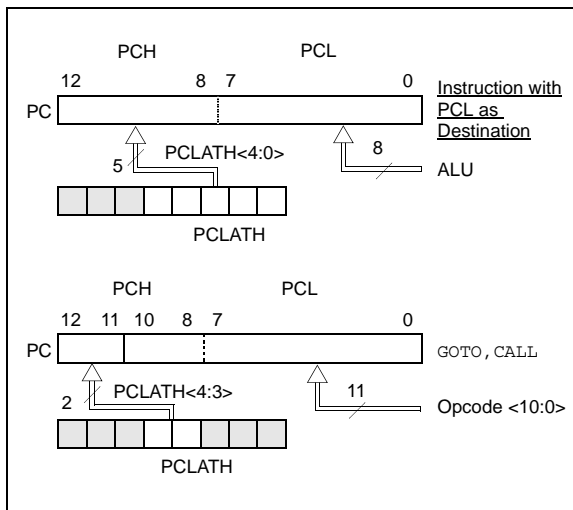 PCH PCL
12 8 7 0
PC
Instruction with
PCL as
Destination
5 PCLATH<4:0> 8
ALU
PCLATH
PCH PCL
12 11 10 8 7 0
PC GOTO, CALL
2 PCLATH<4:3> 11
Opcode <10:0>
PCLATH